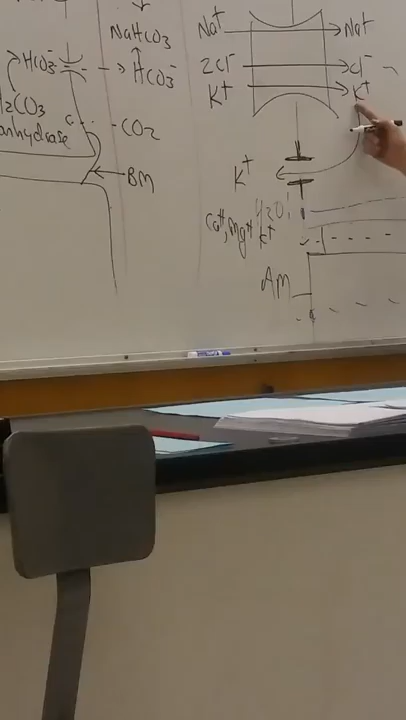 NaHCO3
HCO3-
HCO3-
H2CO3
anhydrase
CO2
BM
Na+ Na+
2Cl- Cl-
K+ K+
K+
H2O!
Ca++, Mg++ K+
AM